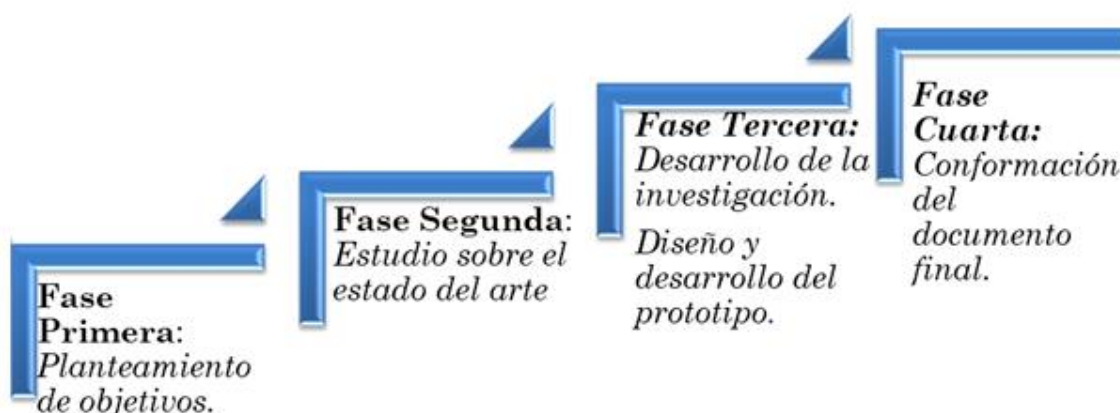 Fase
Primera:
Planteamiento
de objetivos.
Fase Segunda:
Estudio sobre el
estado del arte
Fase Tercera:
Desarrollo de la
investigación.
Diseño y
desarrollo del
prototipo.
Fase
Cuarta:
Conformación
del
documento
final.